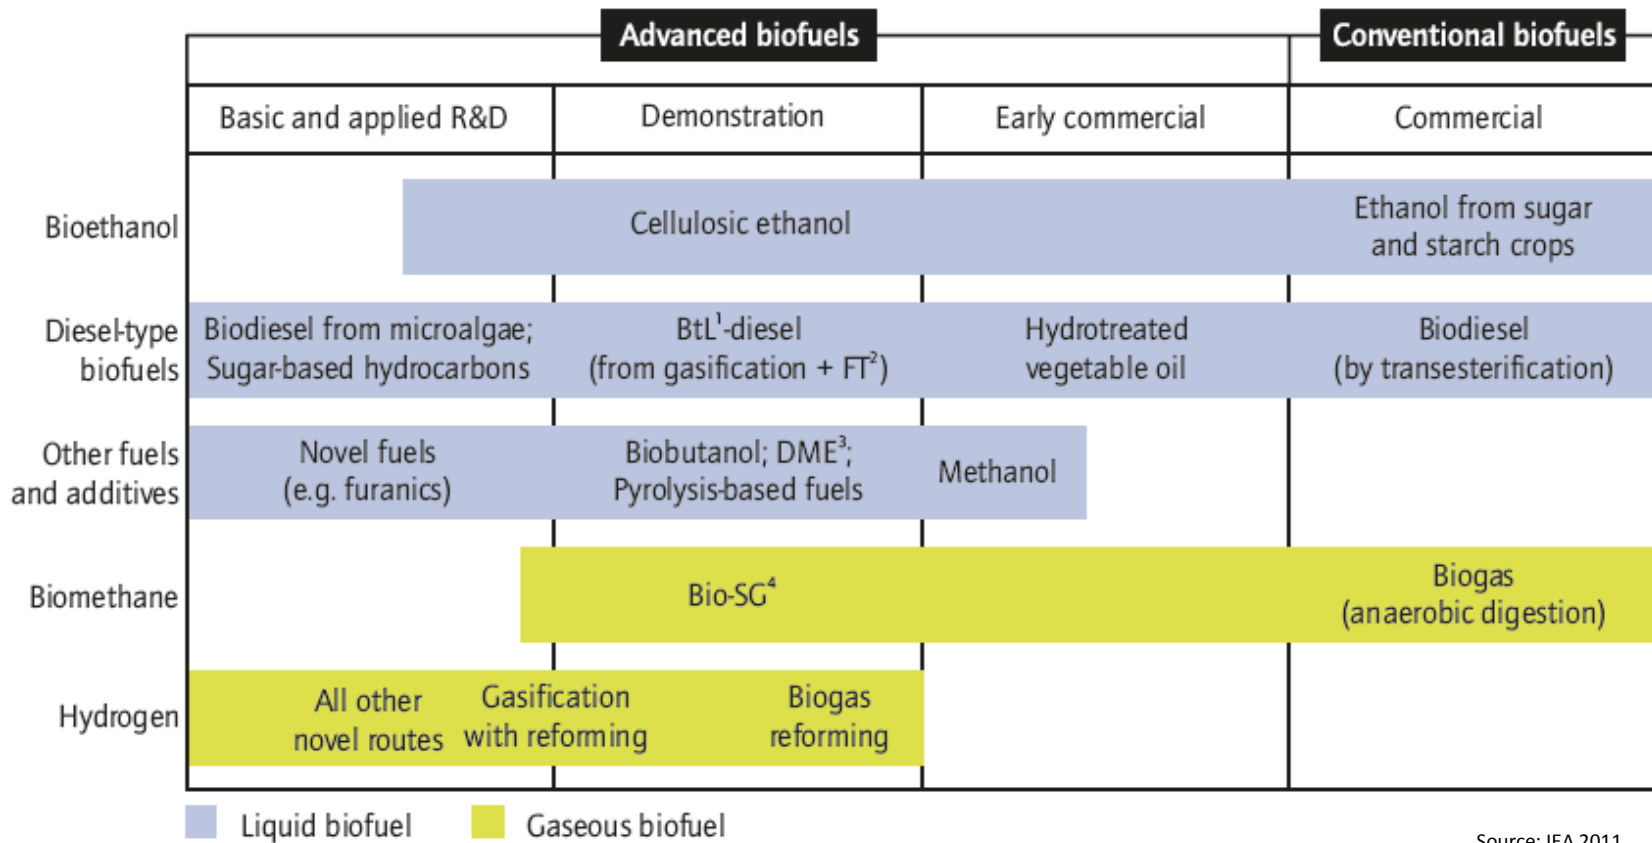 Advanced biofuels
Conventional biofuels
Basic and applied R&D
Demonstration
Early commercial
Commercial
Bioethanol
Cellulosic ethanol
Ethanol from sugar
and starch crops
Diesel-type
biofuels
Biodiesel from microalgae;
Sugar-based hydrocarbons
BtL¹-diesel
(from gasification + FT²)
Hydrotreated
vegetable oil
Biodiesel
(by transesterification)
Other fuels
and additives
Novel fuels
(e.g. furanics)
Biobutanol; DME³;
Pyrolysis-based fuels
Methanol
Biomethane
Bio-SG⁴
Biogas
(anaerobic digestion)
Hydrogen
All other
novel routes
Gasification
with reforming
Biogas
reforming
Liquid biofuel
Gaseous biofuel
Source: IEA 2011